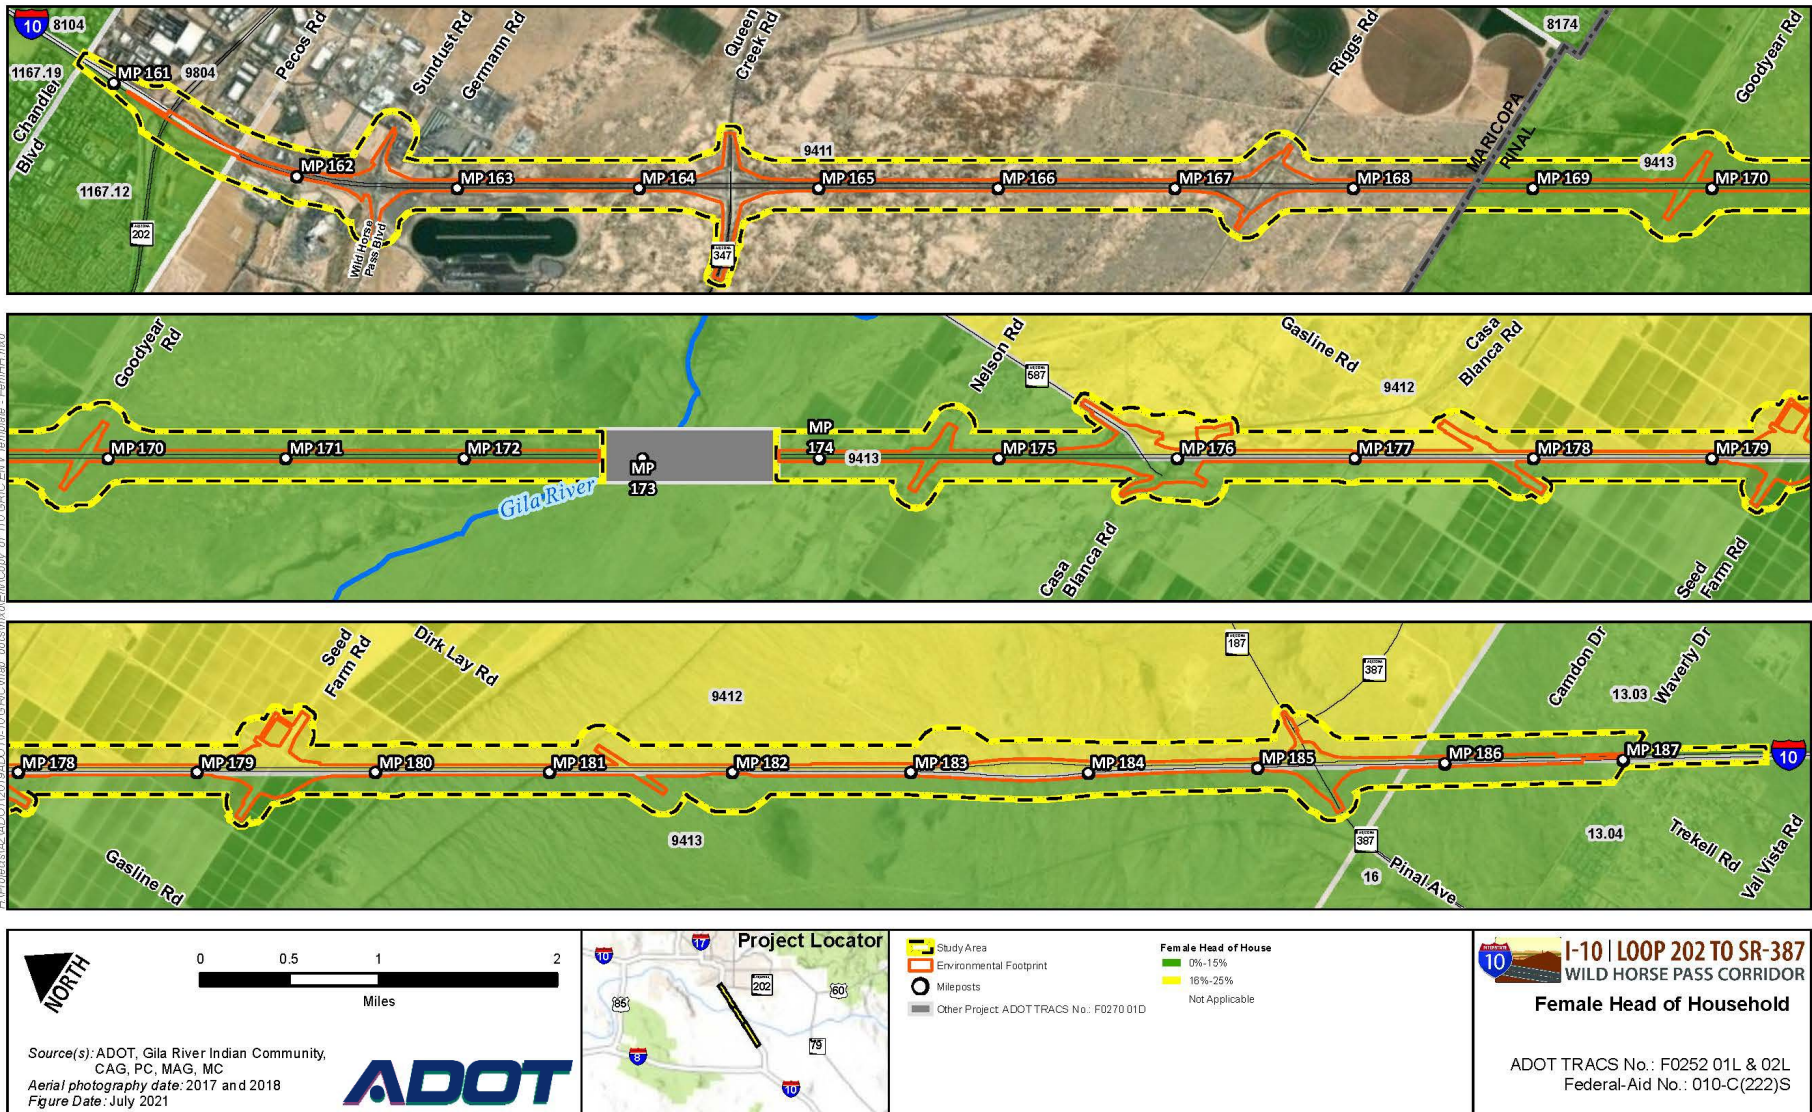 10
8104
1167.19
Chandler
Blvd
MP 161
9804
1167.12
202
Pecos Rd
MP 162
Wild Horse
Pass Blvd
Sundust Rd
Germann Rd
MP 163
MP 164
Queen
Creek Rd
347
9411
MP 165
MP 166
MP 167
Riggs Rd
MP 168
MARICOPA
PINAL
8174
MP 169
9413
MP 170
Goodyear Rd
Goodyear
Rd
MP 170
MP 171
MP 172
Gila River
MP
173
MP
174
9413
Nelson Rd
587
MP 175
Casa
Blanca Rd
MP 176
Gasline Rd
9412
MP 177
Casa
Blanca Rd
MP 178
MP 179
Seed
Farm Rd
MP 178
MP 179
Gasline Rd
Seed
Farm Rd
Dirk Lay Rd
MP 180
MP 181
9412
9413
MP 182
MP 183
MP 184
187
387
MP 185
387
16
Pinal Ave
MP 186
Camdon Dr
13.03
Waverly Dr
MP 187
10
13.04
Trekell Rd
Val Vista Rd
NORTH
0 0.5 1 2
Miles
Source(s): ADOT, Gila River Indian Community,
CAG, PC, MAG, MC
Aerial photography date: 2017 and 2018
Figure Date: July 2021
ADOT
Project Locator
17
10
202
60
85
8
79
10
Study Area
Environmental Footprint
Mileposts
Other Project: ADOT TRACS No.: F0270 01D
Female Head of House
0%-15%
16%-25%
Not Applicable
INTERSTATE
10
I-10 | LOOP 202 TO SR-387
WILD HORSE PASS CORRIDOR
Female Head of Household
ADOT TRACS No.: F0252 01L & 02L
Federal-Aid No.: 010-C(222)S